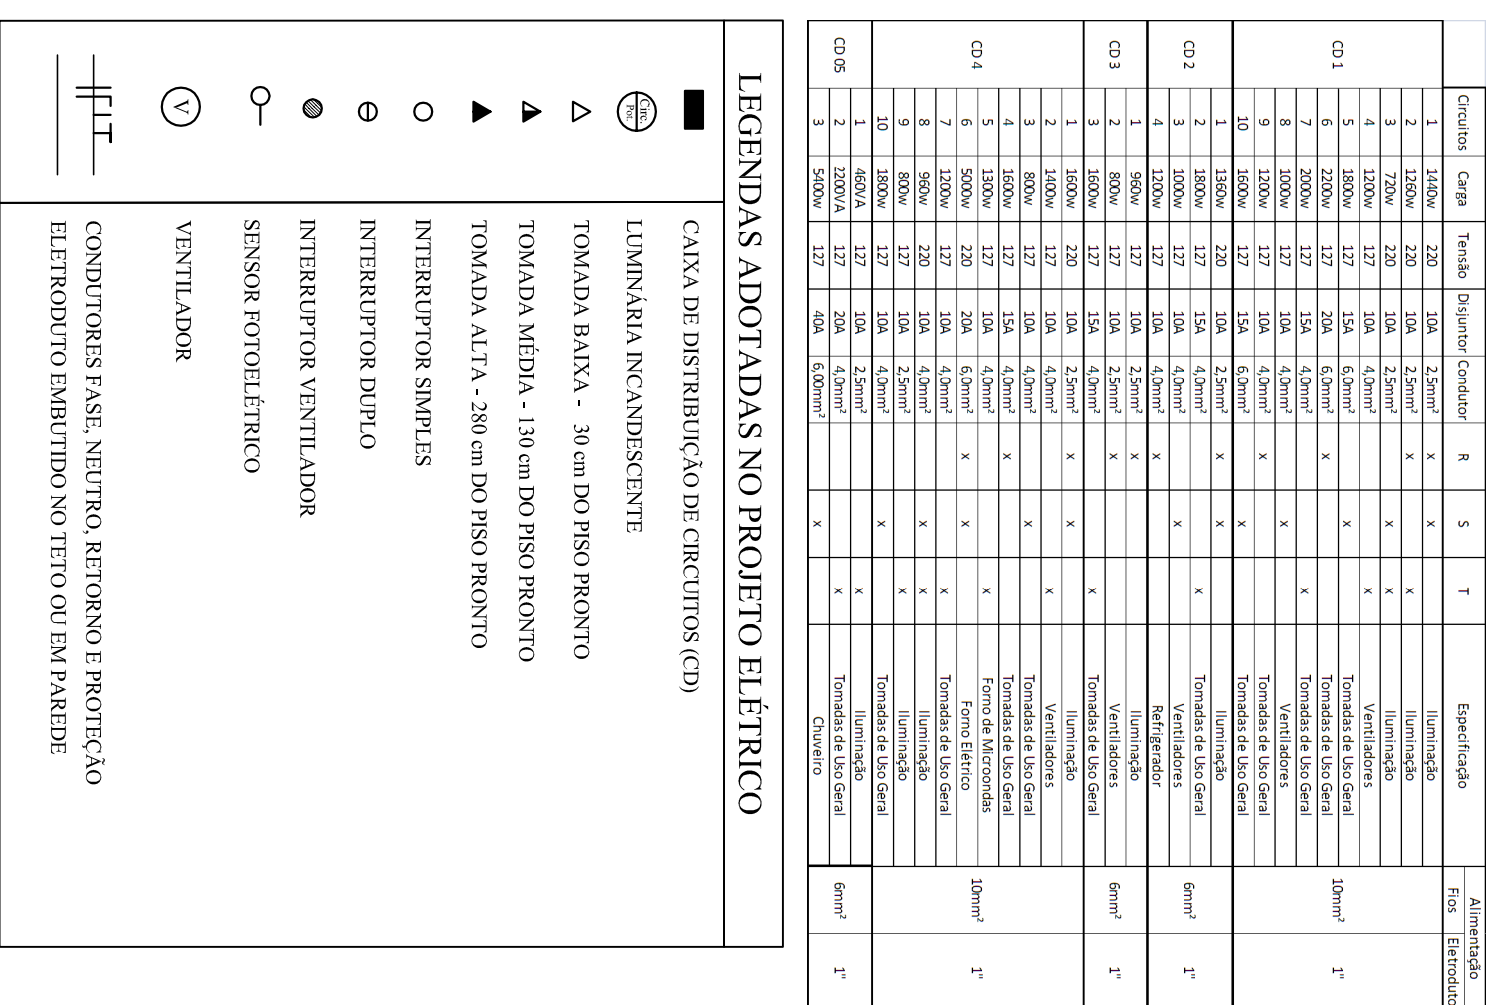 Circuitos Carga Tensão Disjuntor Condutor R S T Especificação Alimentação
Fios Eletroduto
CD 1 10mm² 1"
1 1440w 220 10A 2,5mm² x x Iluminação
2 1260w 220 10A 2,5mm² x x Iluminação
3 720w 220 10A 2,5mm² x x Iluminação
4 1200w 127 10A 4,0mm² x Ventiladores
5 1800w 127 15A 6,0mm² x Tomadas de Uso Geral
6 2200w 127 20A 6,0mm² x Tomadas de Uso Geral
7 2000w 127 15A 4,0mm² x Tomadas de Uso Geral
8 1000w 127 10A 4,0mm² x Ventiladores
9 1200w 127 10A 4,0mm² x Tomadas de Uso Geral
10 1600w 127 15A 6,0mm² x Tomadas de Uso Geral
CD 2 6mm² 1"
1 1360w 220 10A 2,5mm² x x Iluminação
2 1800w 127 15A 4,0mm² x Tomadas de Uso Geral
3 1000w 127 10A 4,0mm² x Ventiladores
4 1200w 127 10A 4,0mm² x Refrigerador
CD 3 6mm² 1"
1 960w 127 10A 2,5mm² x Iluminação
2 800w 127 10A 2,5mm² x Ventiladores
3 1600w 127 15A 4,0mm² x Tomadas de Uso Geral
CD 4 10mm² 1"
1 1600w 220 10A 2,5mm² x x Iluminação
2 1400w 127 10A 4,0mm² x Ventiladores
3 800w 127 10A 4,0mm² x Tomadas de Uso Geral
4 1600w 127 15A 4,0mm² x Tomadas de Uso Geral
5 1300w 127 10A 4,0mm² x Forno de Microondas
6 5000w 220 20A 6,0mm² x x Forno Elétrico
7 1200w 127 10A 4,0mm² x Tomadas de Uso Geral
8 960w 220 10A 4,0mm² x x Iluminação
9 800w 127 10A 2,5mm² x Iluminação
10 1800w 127 10A 4,0mm² x Tomadas de Uso Geral
CD 05 6mm² 1"
1 460VA 127 10A 2,5mm² x Iluminação
2 2200VA 127 20A 4,0mm² x Tomadas de Uso Geral
3 5400w 127 40A 6,00mm² x Chuveiro
LEGENDAS ADOTADAS NO PROJETO ELÉTRICO
CAIXA DE DISTRIBUIÇÃO DE CIRCUITOS (CD)
Circ.
Pot.
LUMINÁRIA INCANDESCENTE
TOMADA BAIXA - 30 cm DO PISO PRONTO
TOMADA MÉDIA - 130 cm DO PISO PRONTO
TOMADA ALTA - 280 cm DO PISO PRONTO
INTERRUPTOR SIMPLES
INTERRUPTOR DUPLO
INTERRUPTOR VENTILADOR
SENSOR FOTOELÉTRICO
V VENTILADOR
CONDUTORES FASE, NEUTRO, RETORNO E PROTEÇÃO
ELETRODUTO EMBUTIDO NO TETO OU EM PAREDE